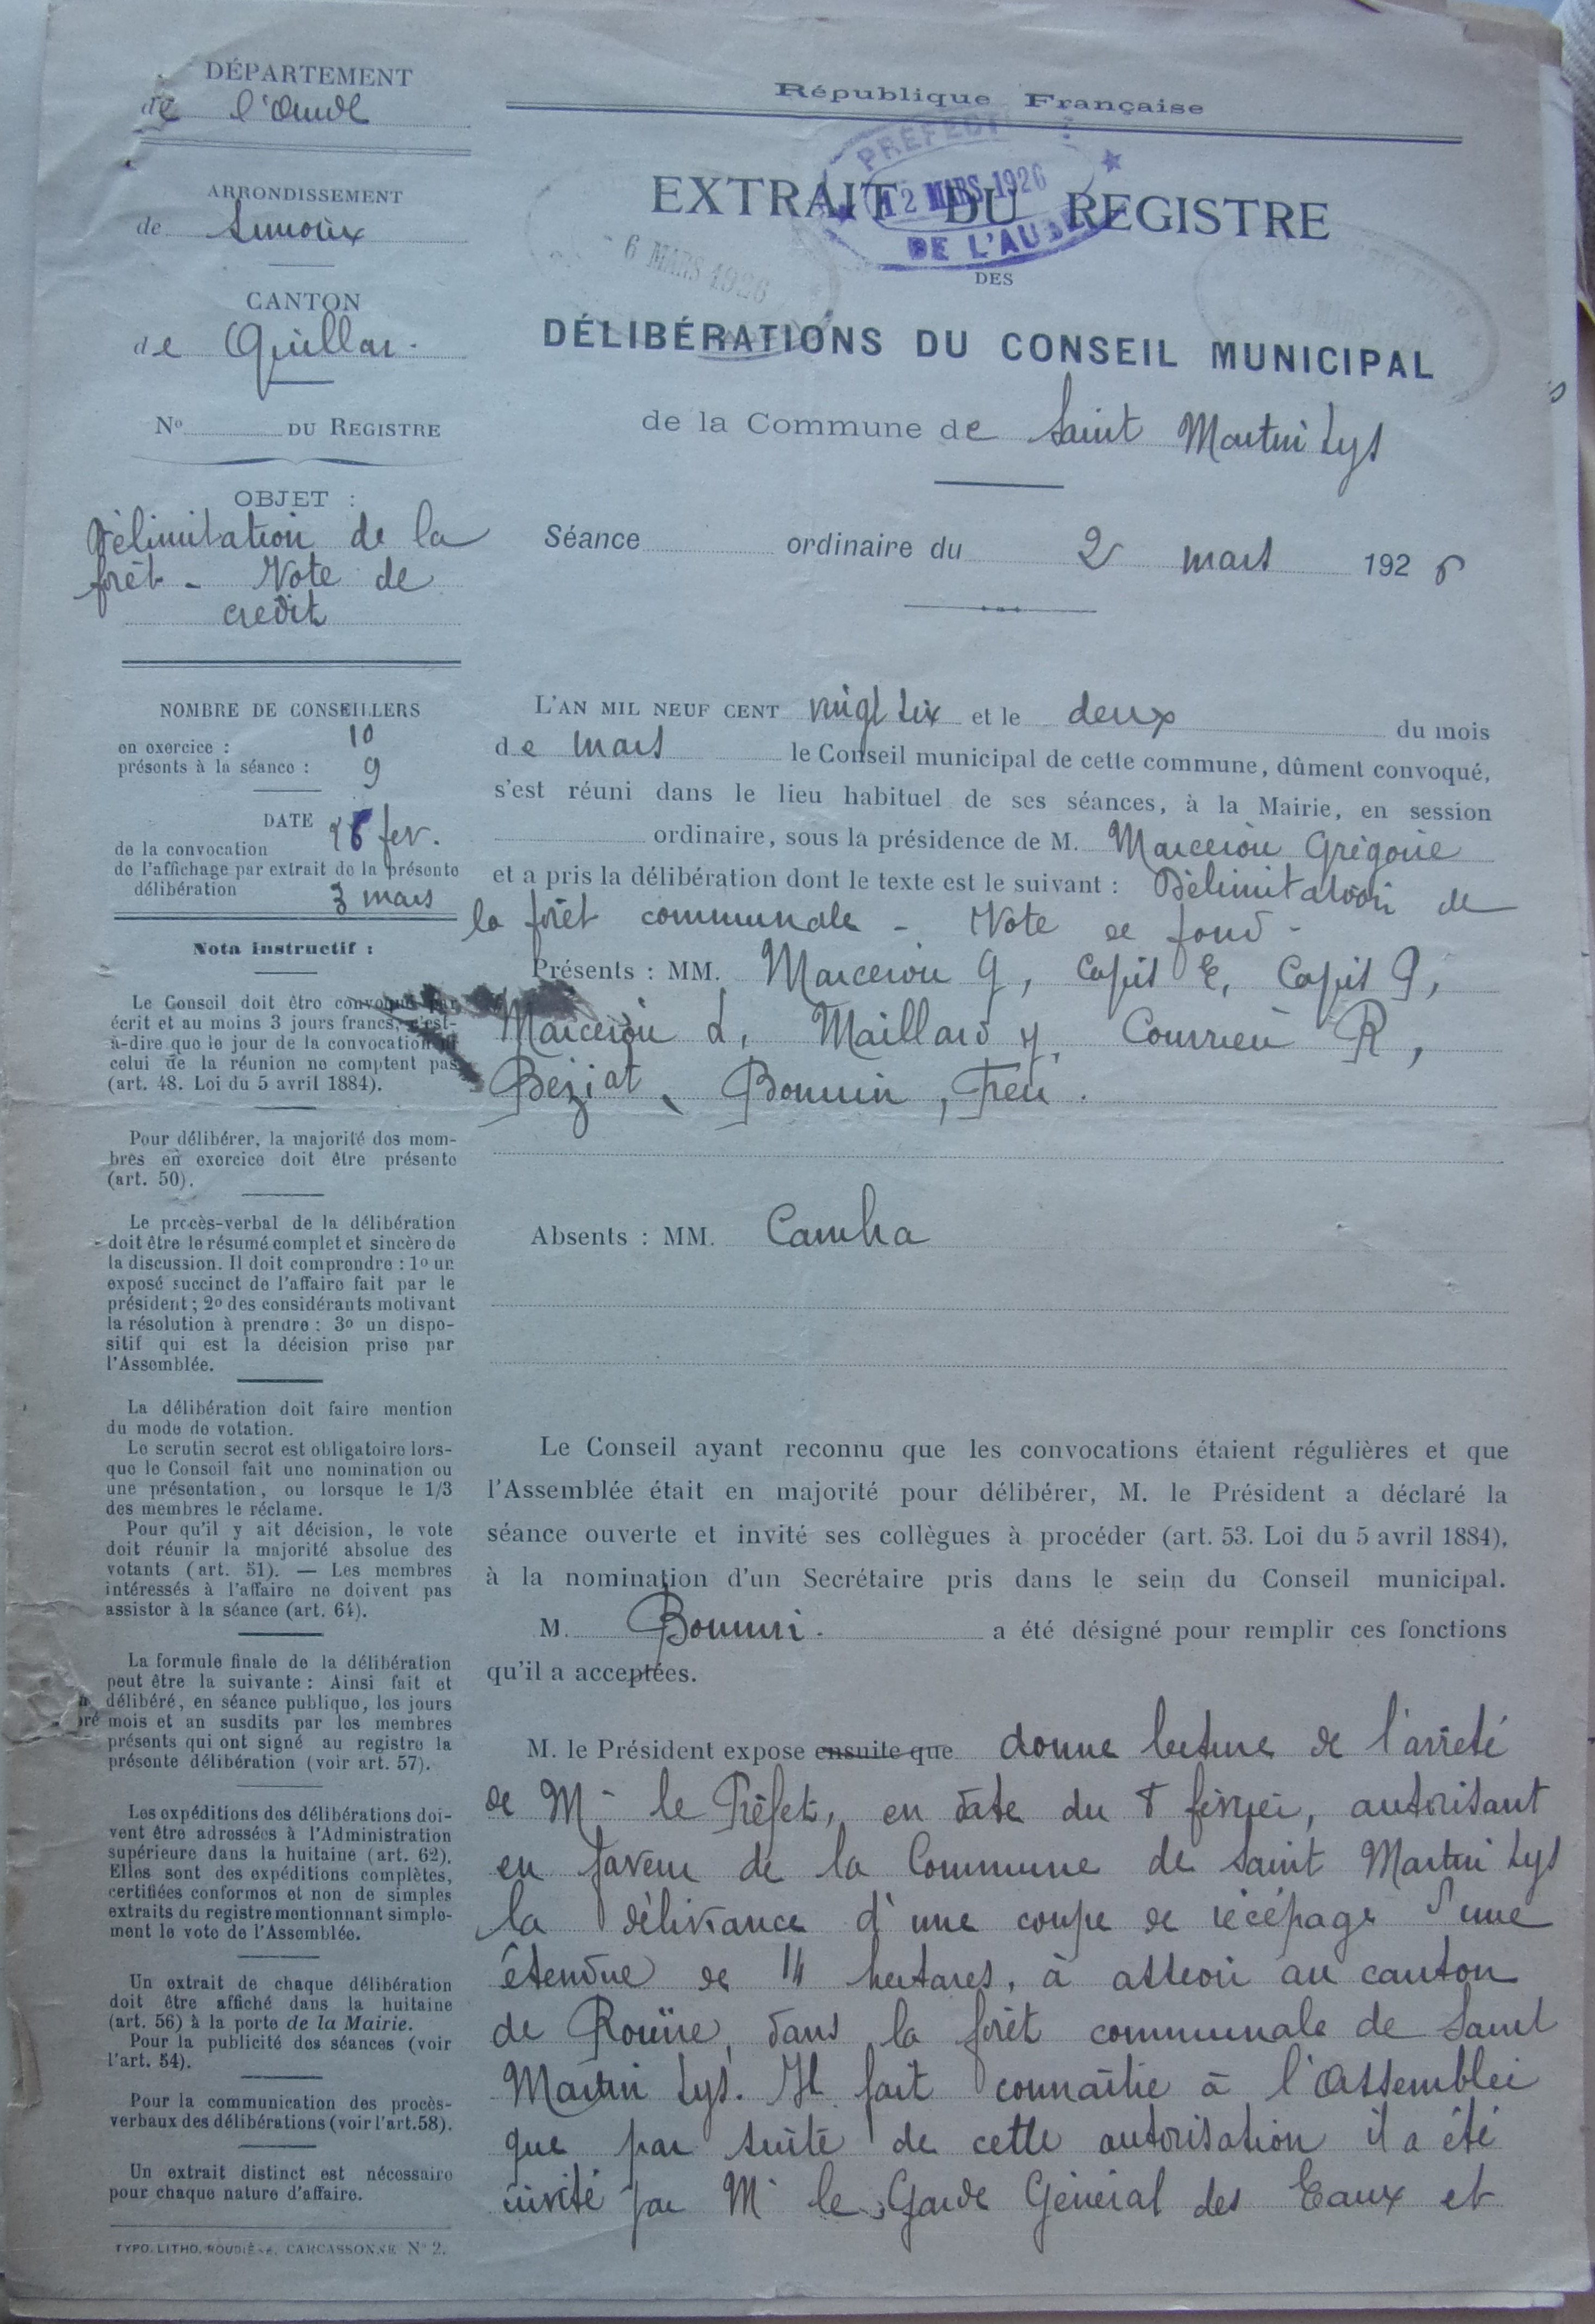 DÉPARTEMENT
de l'Aude
ARRONDISSEMENT
de Limoux
CANTON
de Quillan.
No DU REGISTRE
OBJET :
Délimitation de la
forêt - Vote de
crédit
NOMBRE DE CONSEILLERS
en exercice : 10
présents à la séance : 9
DATE
de la convocation 26 fev.
de l'affichage par extrait de la présente
délibération 3 mars
Nota instructif :
Le Conseil doit être convoqué par
écrit et au moins 3 jours francs, c'est-
à-dire que le jour de la convocation ni
celui de la réunion ne comptent pas
(art. 48. Loi du 5 avril 1884).
Pour délibérer, la majorité des mem-
bres en exercice doit être présente
(art. 50).
Le procès-verbal de la délibération
doit être le résumé complet et sincère de
la discussion. Il doit comprendre : 1o un
exposé succinct de l'affaire fait par le
président ; 2o des considérants motivant
la résolution à prendre ; 3o un dispo-
sitif qui est la décision prise par
l'Assemblée.
La délibération doit faire mention
du mode de votation.
Le scrutin secret est obligatoire lors-
que le Conseil fait une nomination ou
une présentation, ou lorsque le 1/3
des membres le réclame.
Pour qu'il y ait décision, le vote
doit réunir la majorité absolue des
votants (art. 51). — Les membres
intéressés à l'affaire ne doivent pas
assister à la séance (art. 64).
La formule finale de la délibération
peut être la suivante : Ainsi fait et
délibéré, en séance publique, les jours
mois et an susdits par les membres
présents qui ont signé au registre la
présente délibération (voir art. 57).
Les expéditions des délibérations doi-
vent être adressées à l'Administration
supérieure dans la huitaine (art. 62).
Elles sont des expéditions complètes,
certifiées conformes et non de simples
extraits du registre mentionnant simple-
ment le vote de l'Assemblée.
Un extrait de chaque délibération
doit être affiché dans la huitaine
(art. 56) à la porte de la Mairie.
Pour la publicité des séances (voir
l'art. 54).
Pour la communication des procès-
verbaux des délibérations (voir l'art. 58).
Un extrait distinct est nécessaire
pour chaque nature d'affaire.
TYPO. LITHO. ROUDIÈRE, CARCASSONNE No 2.
République Française
PRÉFECT
12 MARS 1926
DE L'AUDE
6 MARS 1926
EXTRAIT DU REGISTRE
DES
DÉLIBÉRATIONS DU CONSEIL MUNICIPAL
de la Commune de Saint Martin Lys
Séance ordinaire du 2 mars 1926
L'AN MIL NEUF CENT vingt six et le deux du mois
de mars le Conseil municipal de cette commune, dûment convoqué,
s'est réuni dans le lieu habituel de ses séances, à la Mairie, en session
ordinaire, sous la présidence de M. Marcerou Grégoire
et a pris la délibération dont le texte est le suivant : Délimitation de
la forêt communale - Vote de fond -
Présents : MM. Marcerou G, Capit E, Capit P,
Marcerou L, Maillard Y, Courrieu R,
Beziat, Bonnin, Freu.
Absents : MM.
Le Conseil ayant reconnu que les convocations étaient régulières et que
l'Assemblée était en majorité pour délibérer, M. le Président a déclaré la
séance ouverte et invité ses collègues à procéder (art. 53. Loi du 5 avril 1884),
à la nomination d'un Secrétaire pris dans le sein du Conseil municipal.
M. Bonnin. a été désigné pour remplir ces fonctions
qu'il a acceptées.
M. le Président expose ensuite que donne lecture de l'arrêté
de Mr le Préfet, en date du 8 février, autorisant
en faveur de la Commune de Saint Martin Lys
la délivrance d'une coupe de récépage d'une
étendue de 14 hectares, à asseoir au canton
de Rouïre, dans la forêt communale de Saint
Martin Lys. Il fait connaître à l'Assemblée
que par suite de cette autorisation il a été
invité par Mr le Garde Général des Eaux et